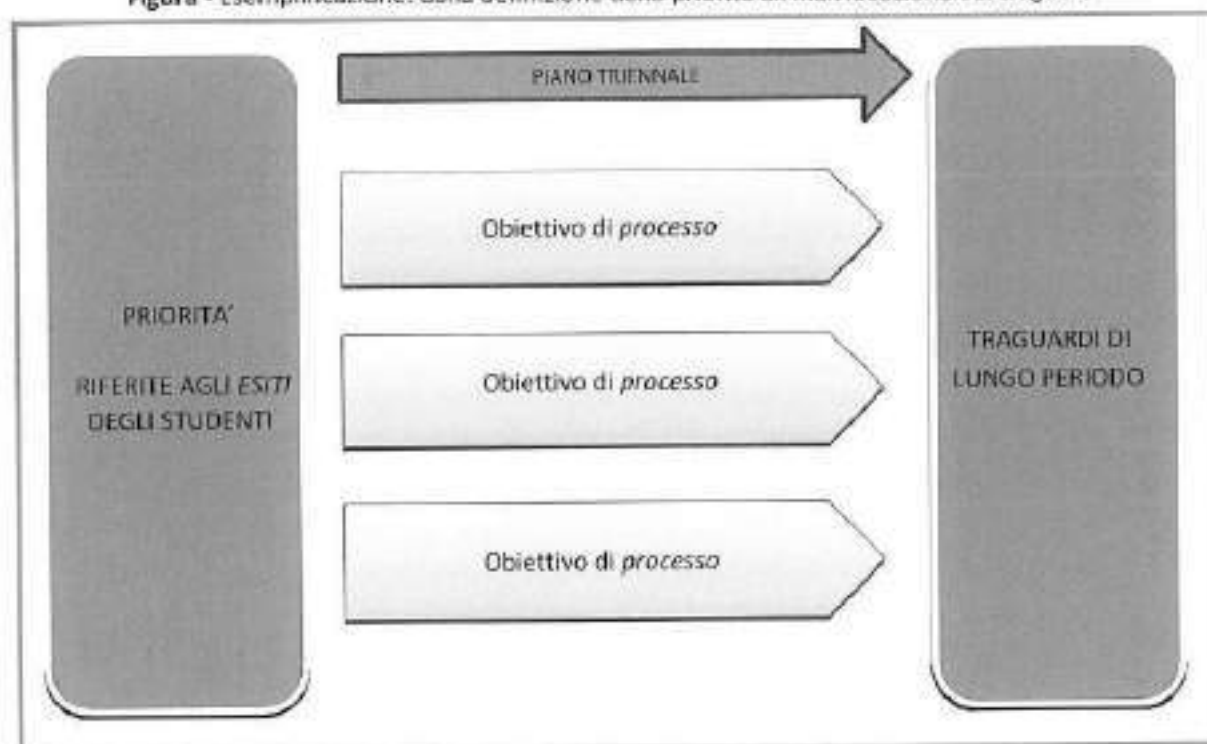 PIANO TRIENNALE
Obiettivo di processo
PRIORITA'
RIFERITE AGLI ESITI
DEGLI STUDENTI
Obiettivo di processo
TRAGUARDI DI
LUNGO PERIODO
Obiettivo di processo